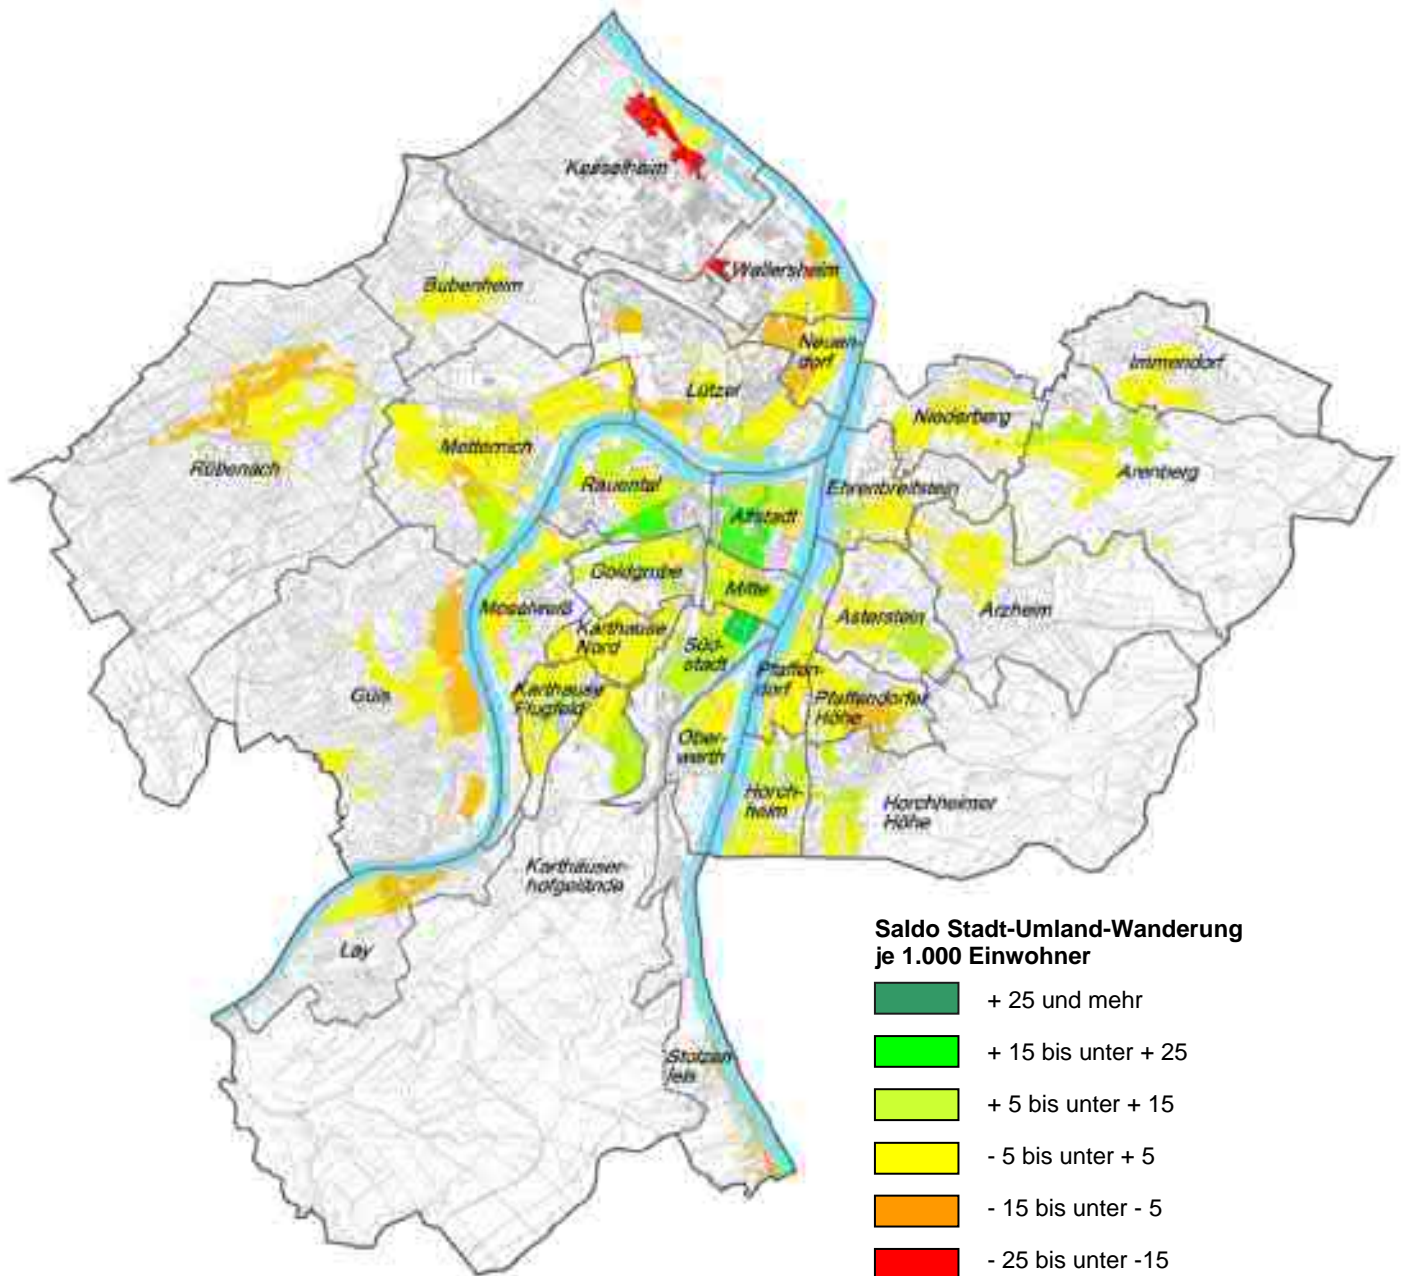 Kesselheim
Wallersheim
Bubenheim
Neuen-
dorf
Immendorf
Lützel
Niederberg
Metternich
Rübenach
Arenberg
Rauental
Ehrenbreitstein
Altstadt
Goldgrube
Mitte
Moselweiß
Asterstein
Arzheim
Karthause
Nord
Süd-
stadt
Pfaffen-
dorf
Güls
Karthause
Flugfeld
Pfaffendorfer
Höhe
Ober-
werth
Horch-
heim
Horchheimer
Höhe
Karthäuser-
hofgelände
Lay
Stolzen
fels
Saldo Stadt-Umland-Wanderung
je 1.000 Einwohner
+ 25 und mehr
+ 15 bis unter + 25
+ 5 bis unter + 15
- 5 bis unter + 5
- 15 bis unter - 5
- 25 bis unter -15